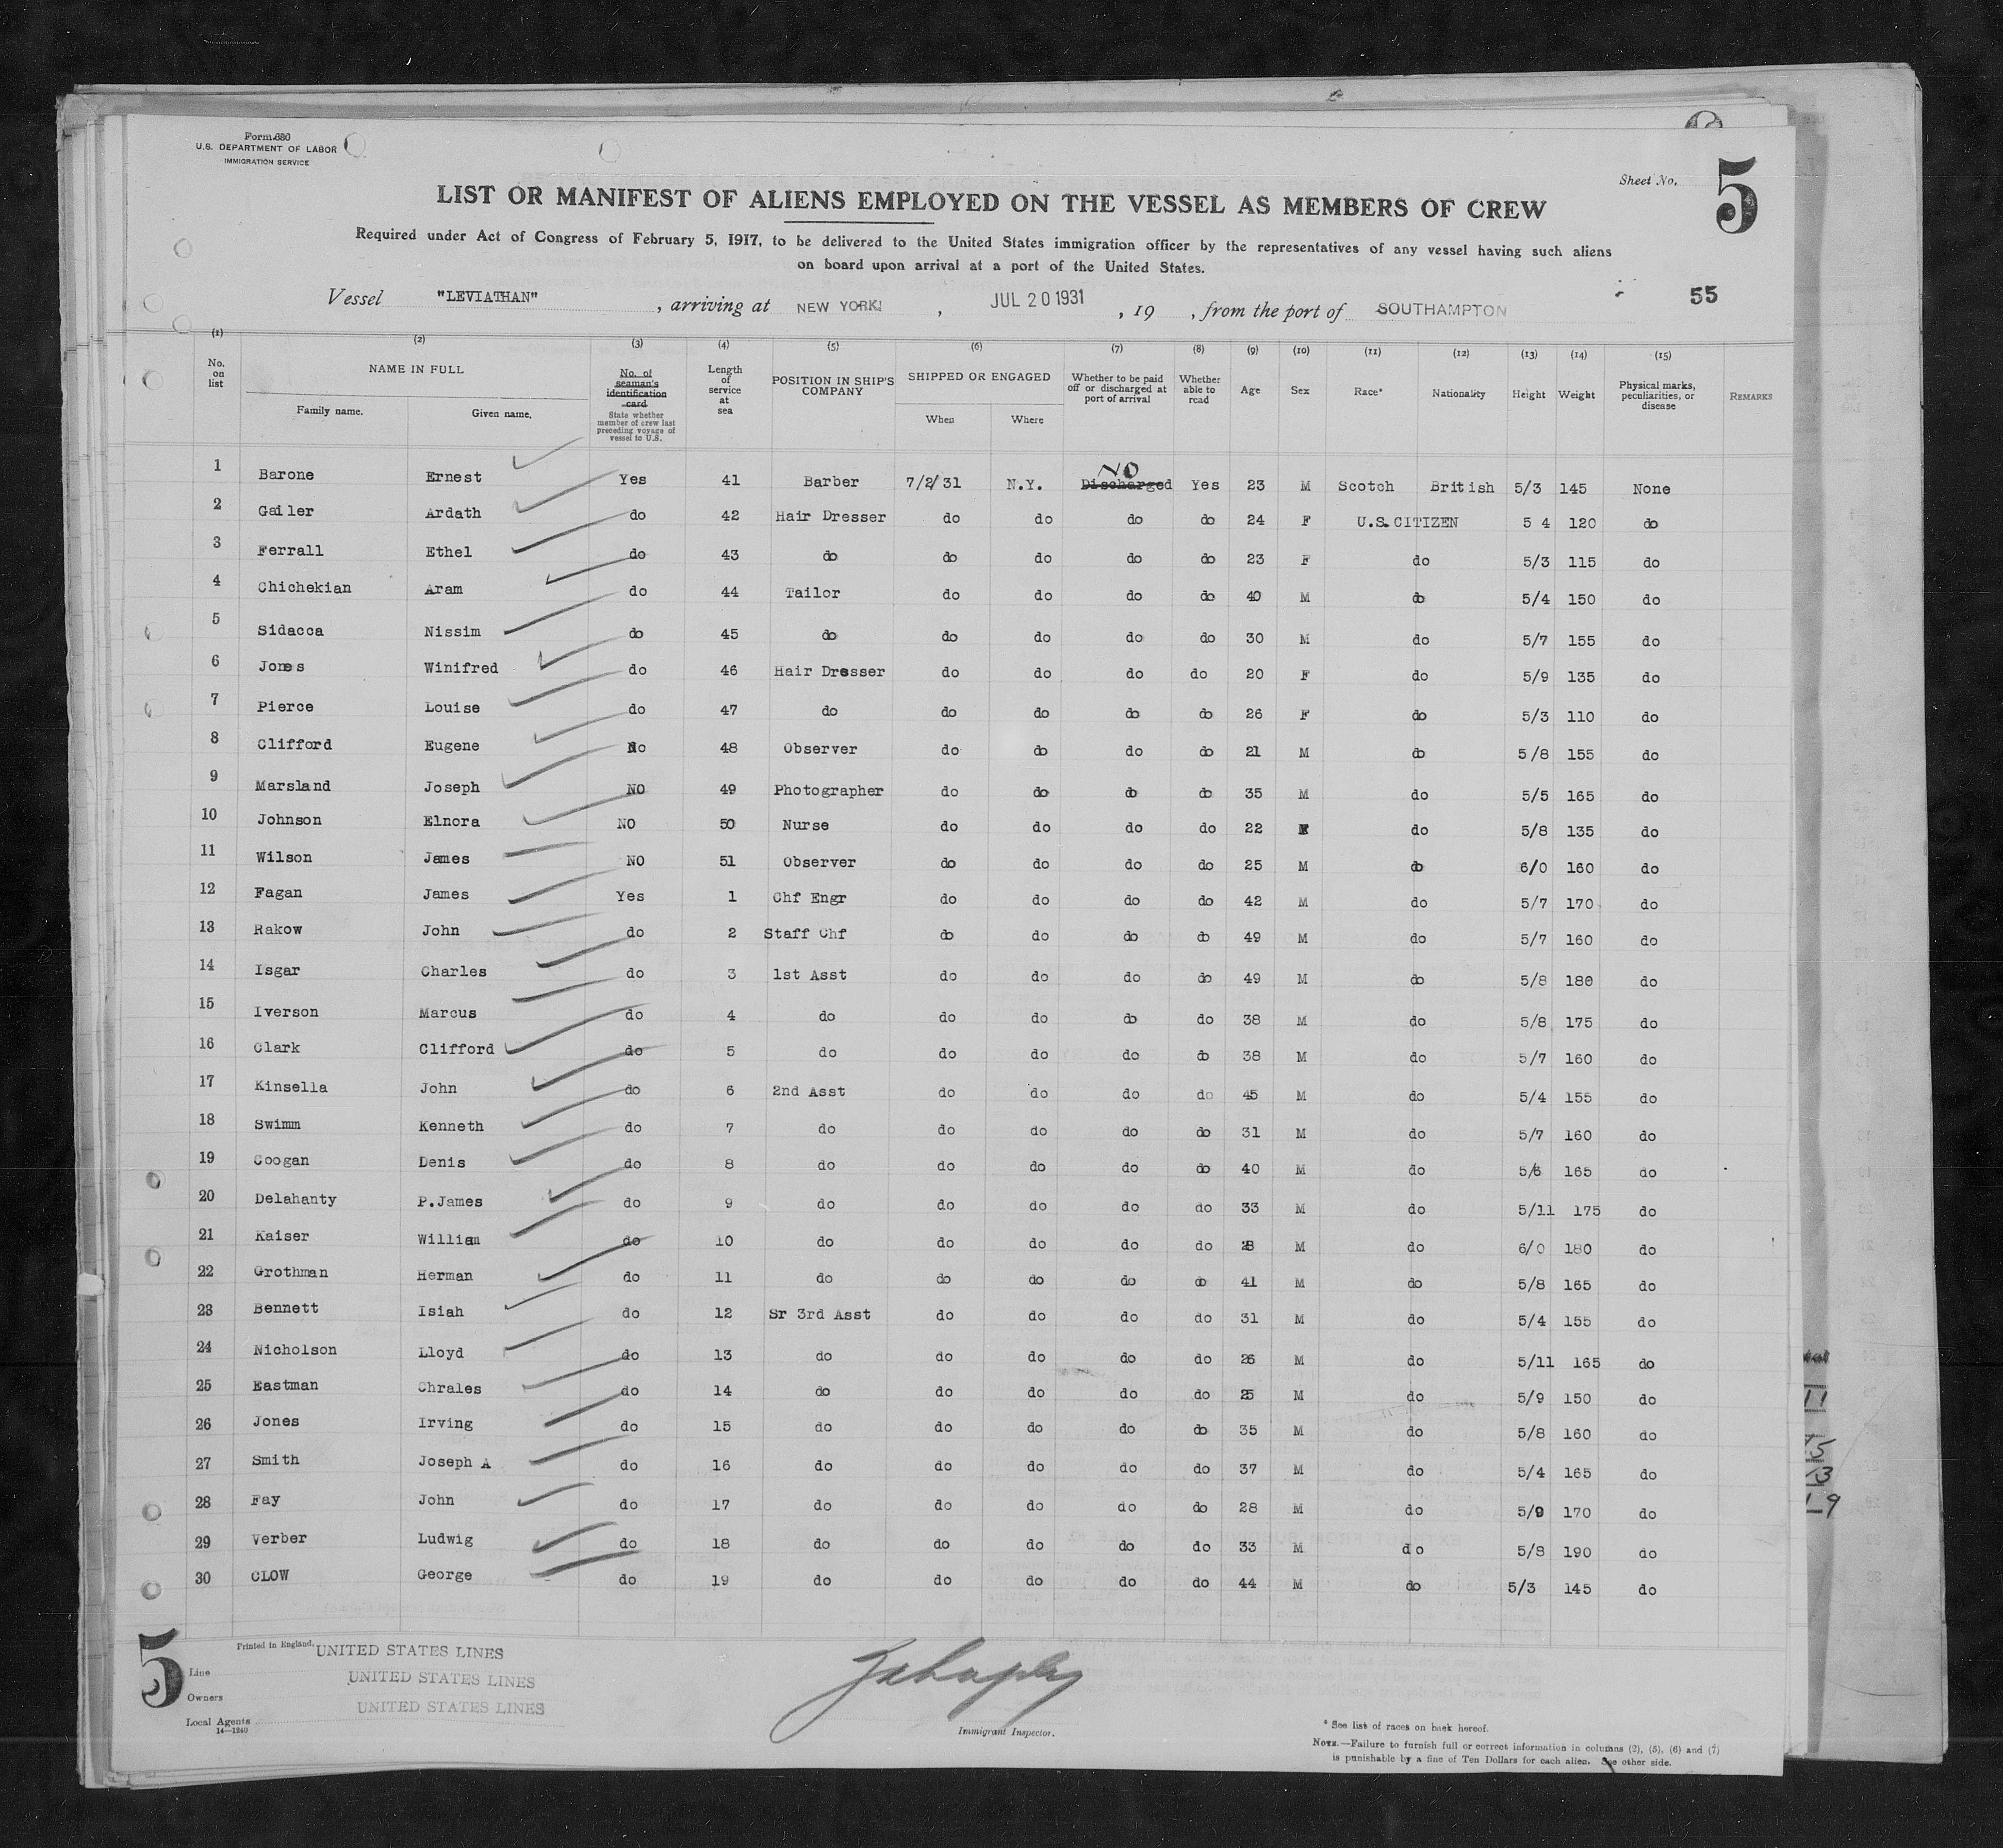 Form 680
U.S. DEPARTMENT OF LABOR
IMMIGRATION SERVICE
Sheet No. 5
LIST OR MANIFEST OF ALIENS EMPLOYED ON THE VESSEL AS MEMBERS OF CREW
Required under Act of Congress of February 5, 1917, to be delivered to the United States immigration officer by the representatives of any vessel having such aliens
on board upon arrival at a port of the United States.
55
Vessel "LEVIATHAN", arriving at NEW YORK, JUL 20 1931, 19 , from the port of SOUTHAMPTON
(1) (2) (3) (4) (5) (6) (7) (8) (9) (10) (11) (12) (13) (14) (15)
No. on list NAME IN FULL Family name. Given name. No. of seaman's identification card State whether member of crew last preceding voyage of vessel to U.S. Length of service at sea POSITION IN SHIP'S COMPANY SHIPPED OR ENGAGED When Where Whether to be paid off or discharged at port of arrival Whether able to read Age Sex Race* Nationality Height Weight Physical marks, peculiarities, or disease REMARKS
NO
1 Barone Ernest Yes 41 Barber 7/2/31 N.Y. Discharged Yes 23 M Scotch British 5/3 145 None
2 Gailer Ardath do 42 Hair Dresser do do do do 24 F U.S. CITIZEN 5 4 120 do
3 Ferrall Ethel do 43 do do do do do 23 F do 5/3 115 do
4 Chichekian Aram do 44 Tailor do do do do 40 M do 5/4 150 do
5 Sidacca Nissim do 45 do do do do do 30 M do 5/7 155 do
6 Jones Winifred do 46 Hair Dresser do do do do 20 F do 5/9 135 do
7 Pierce Louise do 47 do do do do do 26 F do 5/3 110 do
8 Clifford Eugene No 48 Observer do do do do 21 M do 5/8 155 do
9 Marsland Joseph NO 49 Photographer do do do do 35 M do 5/5 165 do
10 Johnson Elnora NO 50 Nurse do do do do 22 F do 5/8 135 do
11 Wilson James NO 51 Observer do do do do 25 M do 6/0 160 do
12 Fagan James Yes 1 Chf Engr do do do do 42 M do 5/7 170 do
13 Rakow John do 2 Staff Chf do do do do 49 M do 5/7 160 do
14 Isgar Charles do 3 1st Asst do do do do 49 M do 5/8 180 do
15 Iverson Marcus do 4 do do do do do 38 M do 5/8 175 do
16 Clark Clifford do 5 do do do do do 38 M do 5/7 160 do
17 Kinsella John do 6 2nd Asst do do do do 45 M do 5/4 155 do
18 Swimm Kenneth do 7 do do do do do 31 M do 5/7 160 do
19 Coogan Denis do 8 do do do do do 40 M do 5/6 165 do
20 Delahanty P.James do 9 do do do do do 33 M do 5/11 175 do
21 Kaiser William do 10 do do do do do 28 M do 6/0 180 do
22 Grothman Herman do 11 do do do do do 41 M do 5/8 165 do
23 Bennett Isiah do 12 Sr 3rd Asst do do do do 31 M do 5/4 155 do
24 Nicholson Lloyd do 13 do do do do do 26 M do 5/11 165 do
25 Eastman Chrales do 14 do do do do do 25 M do 5/9 150 do
26 Jones Irving do 15 do do do do do 35 M do 5/8 160 do
27 Smith Joseph A do 16 do do do do do 37 M do 5/4 165 do
28 Fay John do 17 do do do do do 28 M do 5/9 170 do
29 Verber Ludwig do 18 do do do do do 33 M do 5/8 190 do
30 CLOW George do 19 do do do do do 44 M do 5/3 145 do
5
Printed in England.
Line UNITED STATES LINES
Owners UNITED STATES LINES
Local Agents UNITED STATES LINES
14—1240
Immigrant Inspector.
* See list of races on back hereof.
NOTE.—Failure to furnish full or correct information in columns (2), (5), (6) and (7)
is punishable by a fine of Ten Dollars for each alien. See other side.